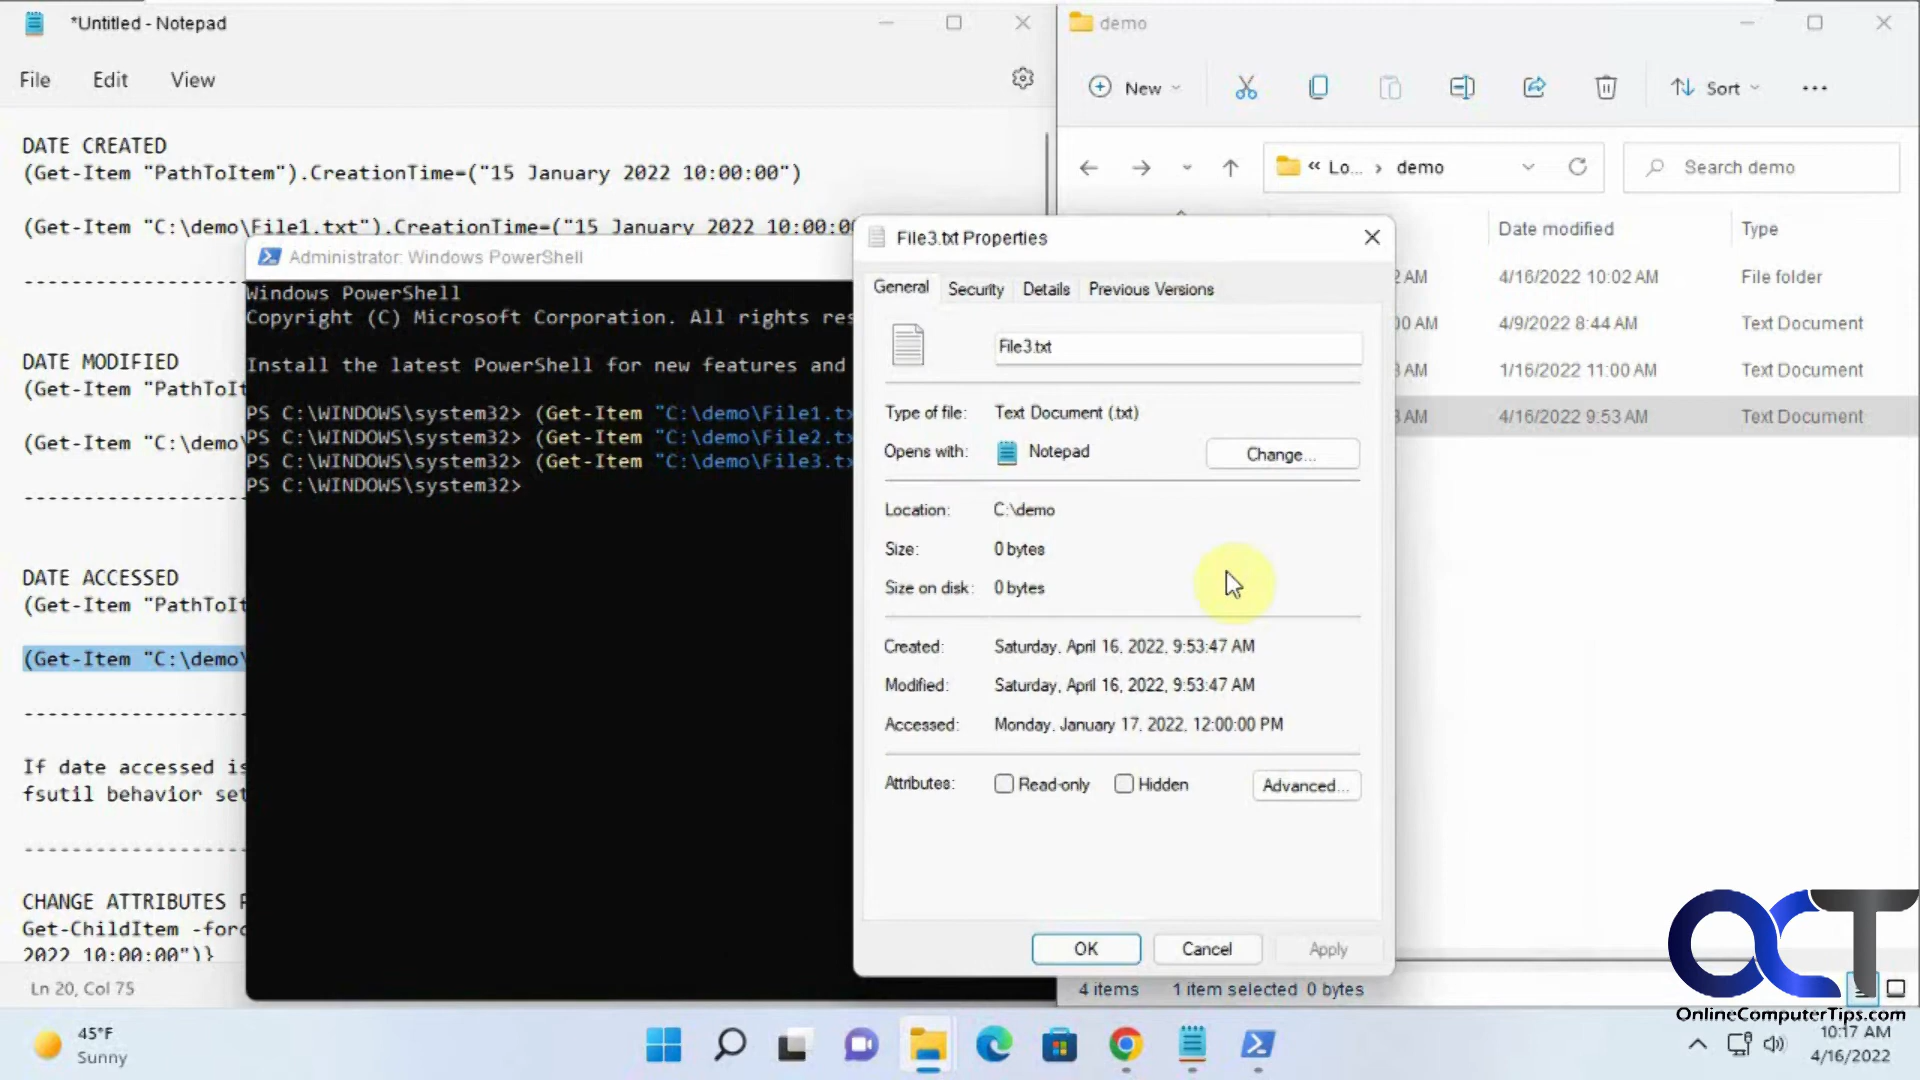 *Untitled - Notepad
File Edit View
DATE CREATED
(Get-Item "PathToItem").CreationTime=("15 January 2022 10:00:00")
(Get-Item "C:\demo\File1.txt").CreationTime=("15 January 2022 10:00:00
---
DATE MODIFIED
(Get-Item "PathToIt
(Get-Item "C:\demo\
---
DATE ACCESSED
(Get-Item "PathToIt
(Get-Item "C:\demo\
---
If date accessed is
fsutil behavior set
---
CHANGE ATTRIBUTES F
Get-ChildItem -forc
2022 10:00:00")}
Ln 20, Col 75
Administrator: Windows PowerShell
Windows PowerShell
Copyright (C) Microsoft Corporation. All rights res
Install the latest PowerShell for new features and
PS C:\WINDOWS\system32> (Get-Item "C:\demo\File1.tx
PS C:\WINDOWS\system32> (Get-Item "C:\demo\File2.tx
PS C:\WINDOWS\system32> (Get-Item "C:\demo\File3.tx
PS C:\WINDOWS\system32>
demo
New Sort ...
« Lo... › demo Search demo
Date modified Type
2 AM 4/16/2022 10:02 AM File folder
00 AM 4/9/2022 8:44 AM Text Document
AM 1/16/2022 11:00 AM Text Document
AM 4/16/2022 9:53 AM Text Document
4 items 1 item selected 0 bytes
File3.txt Properties
General Security Details Previous Versions
File3.txt
Type of file: Text Document (.txt)
Opens with: Notepad Change...
Location: C:\demo
Size: 0 bytes
Size on disk: 0 bytes
Created: Saturday, April 16, 2022, 9:53:47 AM
Modified: Saturday, April 16, 2022, 9:53:47 AM
Accessed: Monday, January 17, 2022, 12:00:00 PM
Attributes: Read-only Hidden Advanced...
OK Cancel Apply
OCT
OnlineComputerTips.com
45°F
Sunny
10:17 AM
4/16/2022